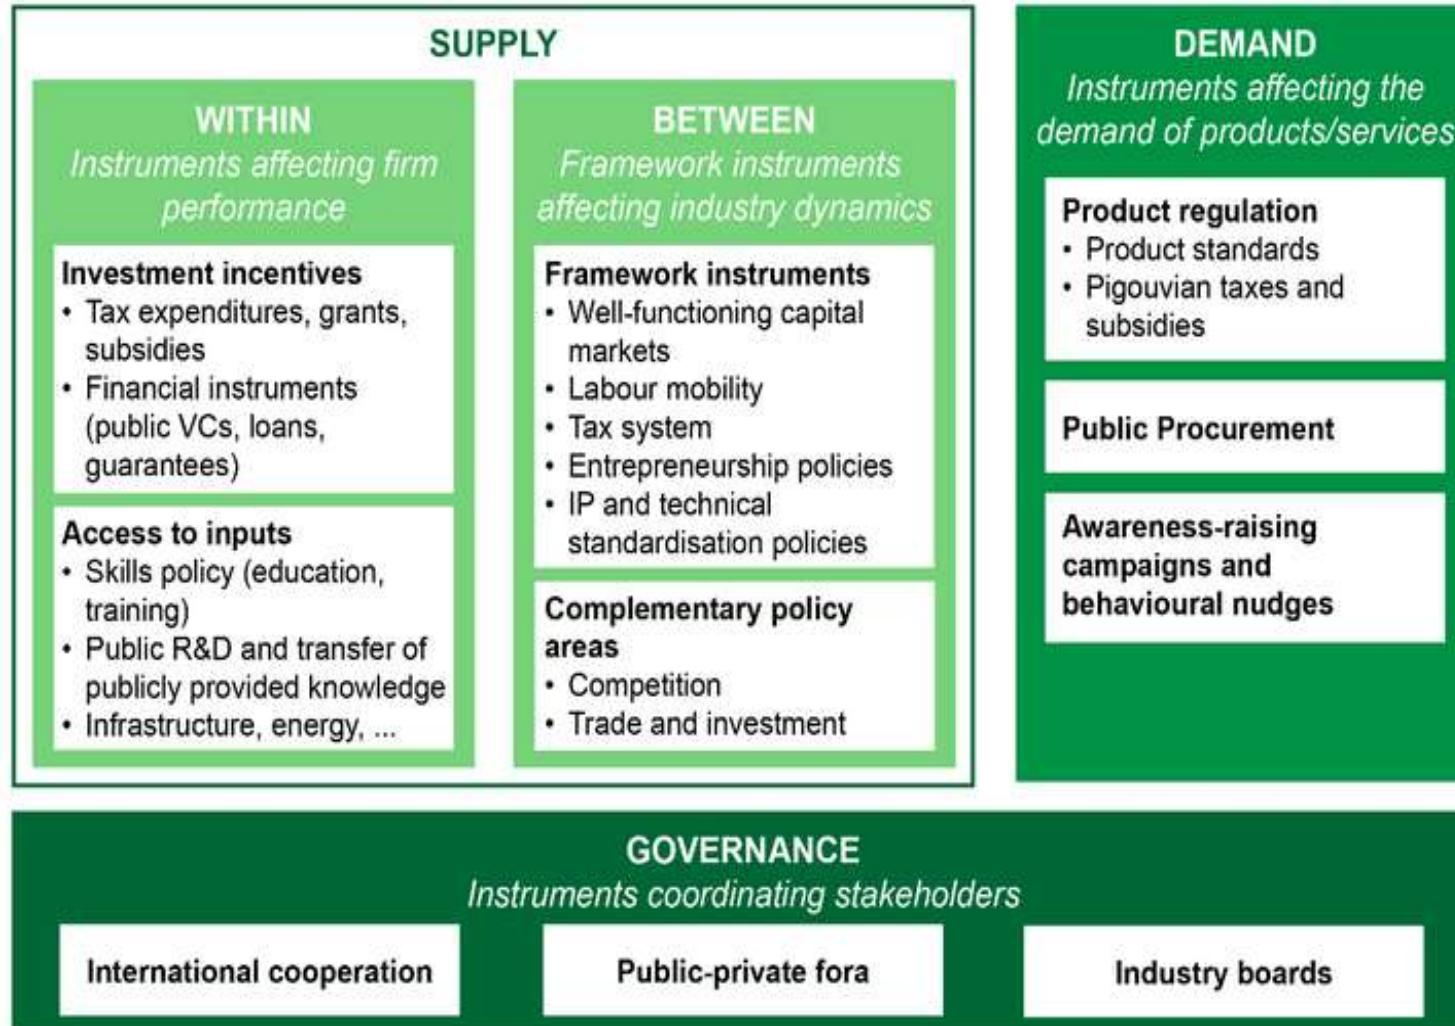 SUPPLY
WITHIN
Instruments affecting firm
performance
Investment incentives
• Tax expenditures, grants,
subsidies
• Financial instruments
(public VCs, loans,
guarantees)
Access to inputs
• Skills policy (education,
training)
• Public R&D and transfer of
publicly provided knowledge
• Infrastructure, energy, ...
BETWEEN
Framework instruments
affecting industry dynamics
Framework instruments
• Well-functioning capital
markets
• Labour mobility
• Tax system
• Entrepreneurship policies
• IP and technical
standardisation policies
Complementary policy
areas
• Competition
• Trade and investment
DEMAND
Instruments affecting the
demand of products/services
Product regulation
• Product standards
• Pigouvian taxes and
subsidies
Public Procurement
Awareness-raising
campaigns and
behavioural nudges
GOVERNANCE
Instruments coordinating stakeholders
International cooperation
Public-private fora
Industry boards